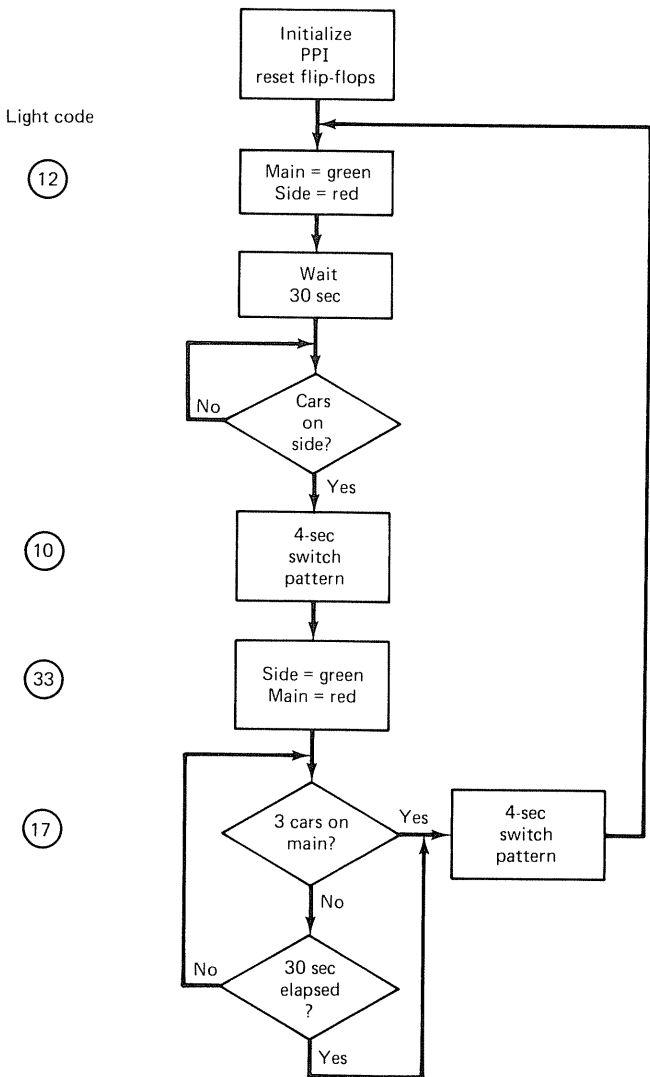 Initialize
PPI
reset flip-flops
Light code
12
Main = green
Side = red
Wait
30 sec
No
Cars
on
side?
Yes
10
4-sec
switch
pattern
33
Side = green
Main = red
17
3 cars on
main?
Yes
4-sec
switch
pattern
No
No
30 sec
elapsed
?
Yes